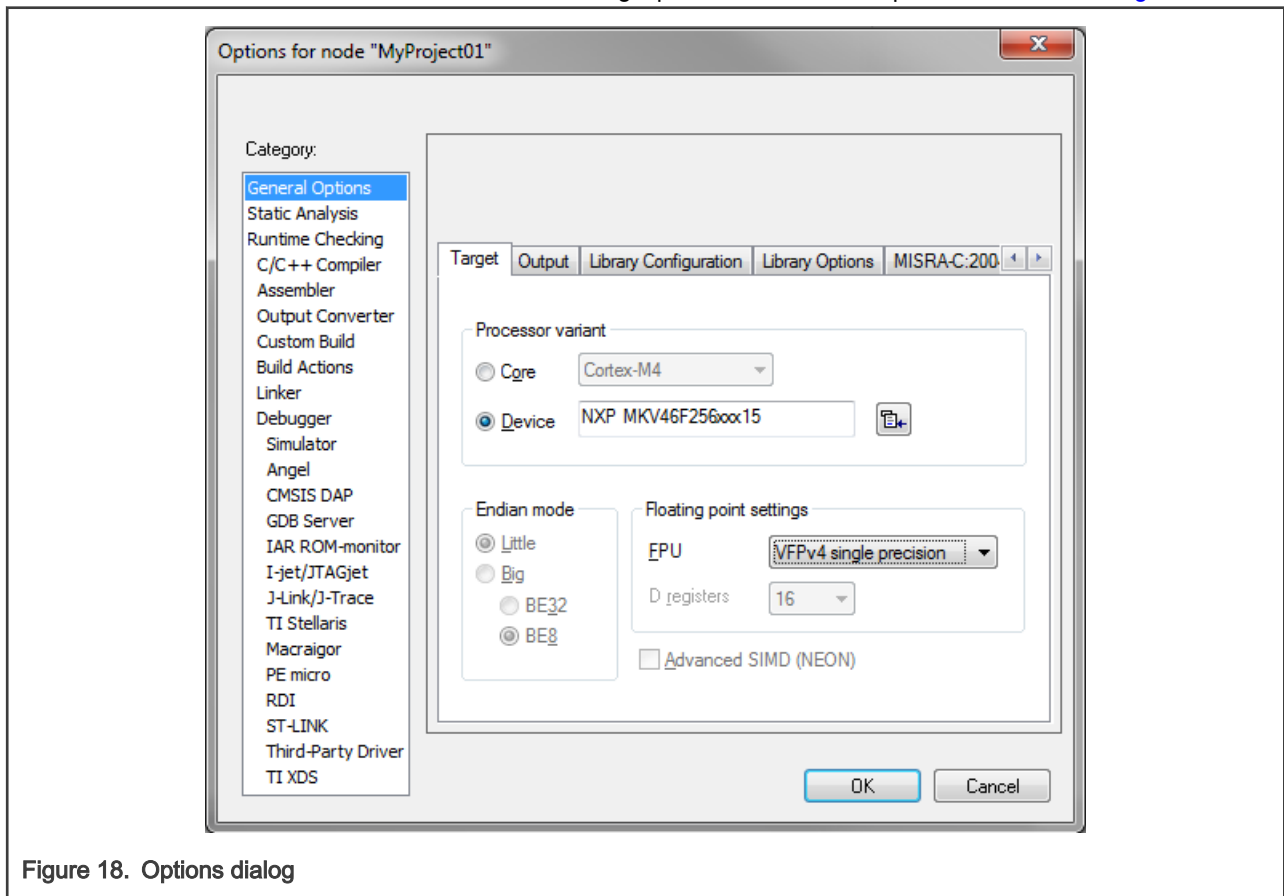 Options for node "MyProject01"
Category:
General Options
Static Analysis
Runtime Checking
C/C++ Compiler
Assembler
Output Converter
Custom Build
Build Actions
Linker
Debugger
Simulator
Angel
CMSIS DAP
GDB Server
IAR ROM-monitor
I-jet/JTAGjet
J-Link/J-Trace
TI Stellaris
Macraigor
PE micro
RDI
ST-LINK
Third-Party Driver
TI XDS
Target Output Library Configuration Library Options MISRA-C:200
Processor variant
Core Cortex-M4
Device NXP MKV46F256xxx15
Endian mode
Little
Big
BE32
BE8
Floating point settings
FPU VFPv4 single precision
D registers 16
Advanced SIMD (NEON)
OK Cancel
Figure 18. Options dialog